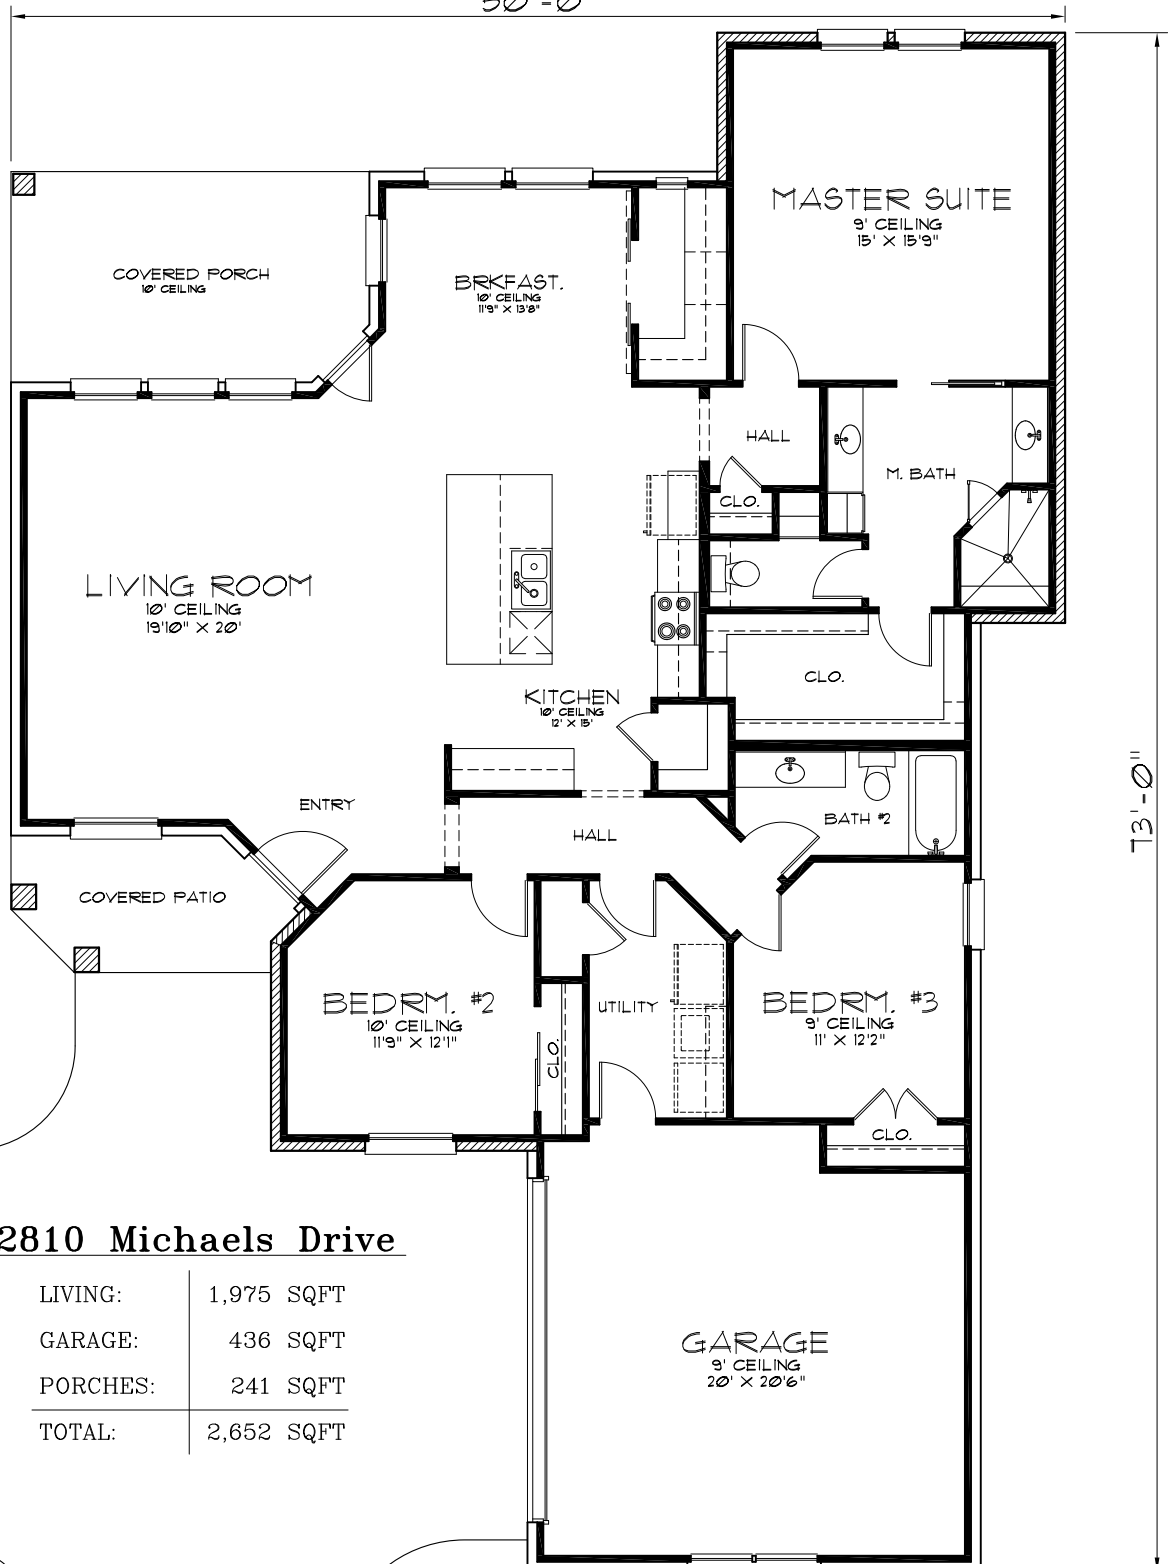 50'-0"
MASTER SUITE
9' CEILING
15' X 15'9"
COVERED PORCH
10' CEILING
BRKFAST.
10' CEILING
11'9" X 13'8"
HALL
M. BATH
CLO.
LIVING ROOM
10' CEILING
19'10" X 20'
CLO.
KITCHEN
10' CEILING
12' X 15'
73'-0"
ENTRY
HALL
BATH #2
COVERED PATIO
BEDRM. #2
10' CEILING
11'9" X 12'1"
UTILITY
BEDRM. #3
9' CEILING
11' X 12'2"
CLO.
CLO.
2810 Michaels Drive
LIVING: 1,975 SQFT
GARAGE: 436 SQFT
PORCHES: 241 SQFT
TOTAL: 2,652 SQFT
GARAGE
9' CEILING
20' X 20'6"